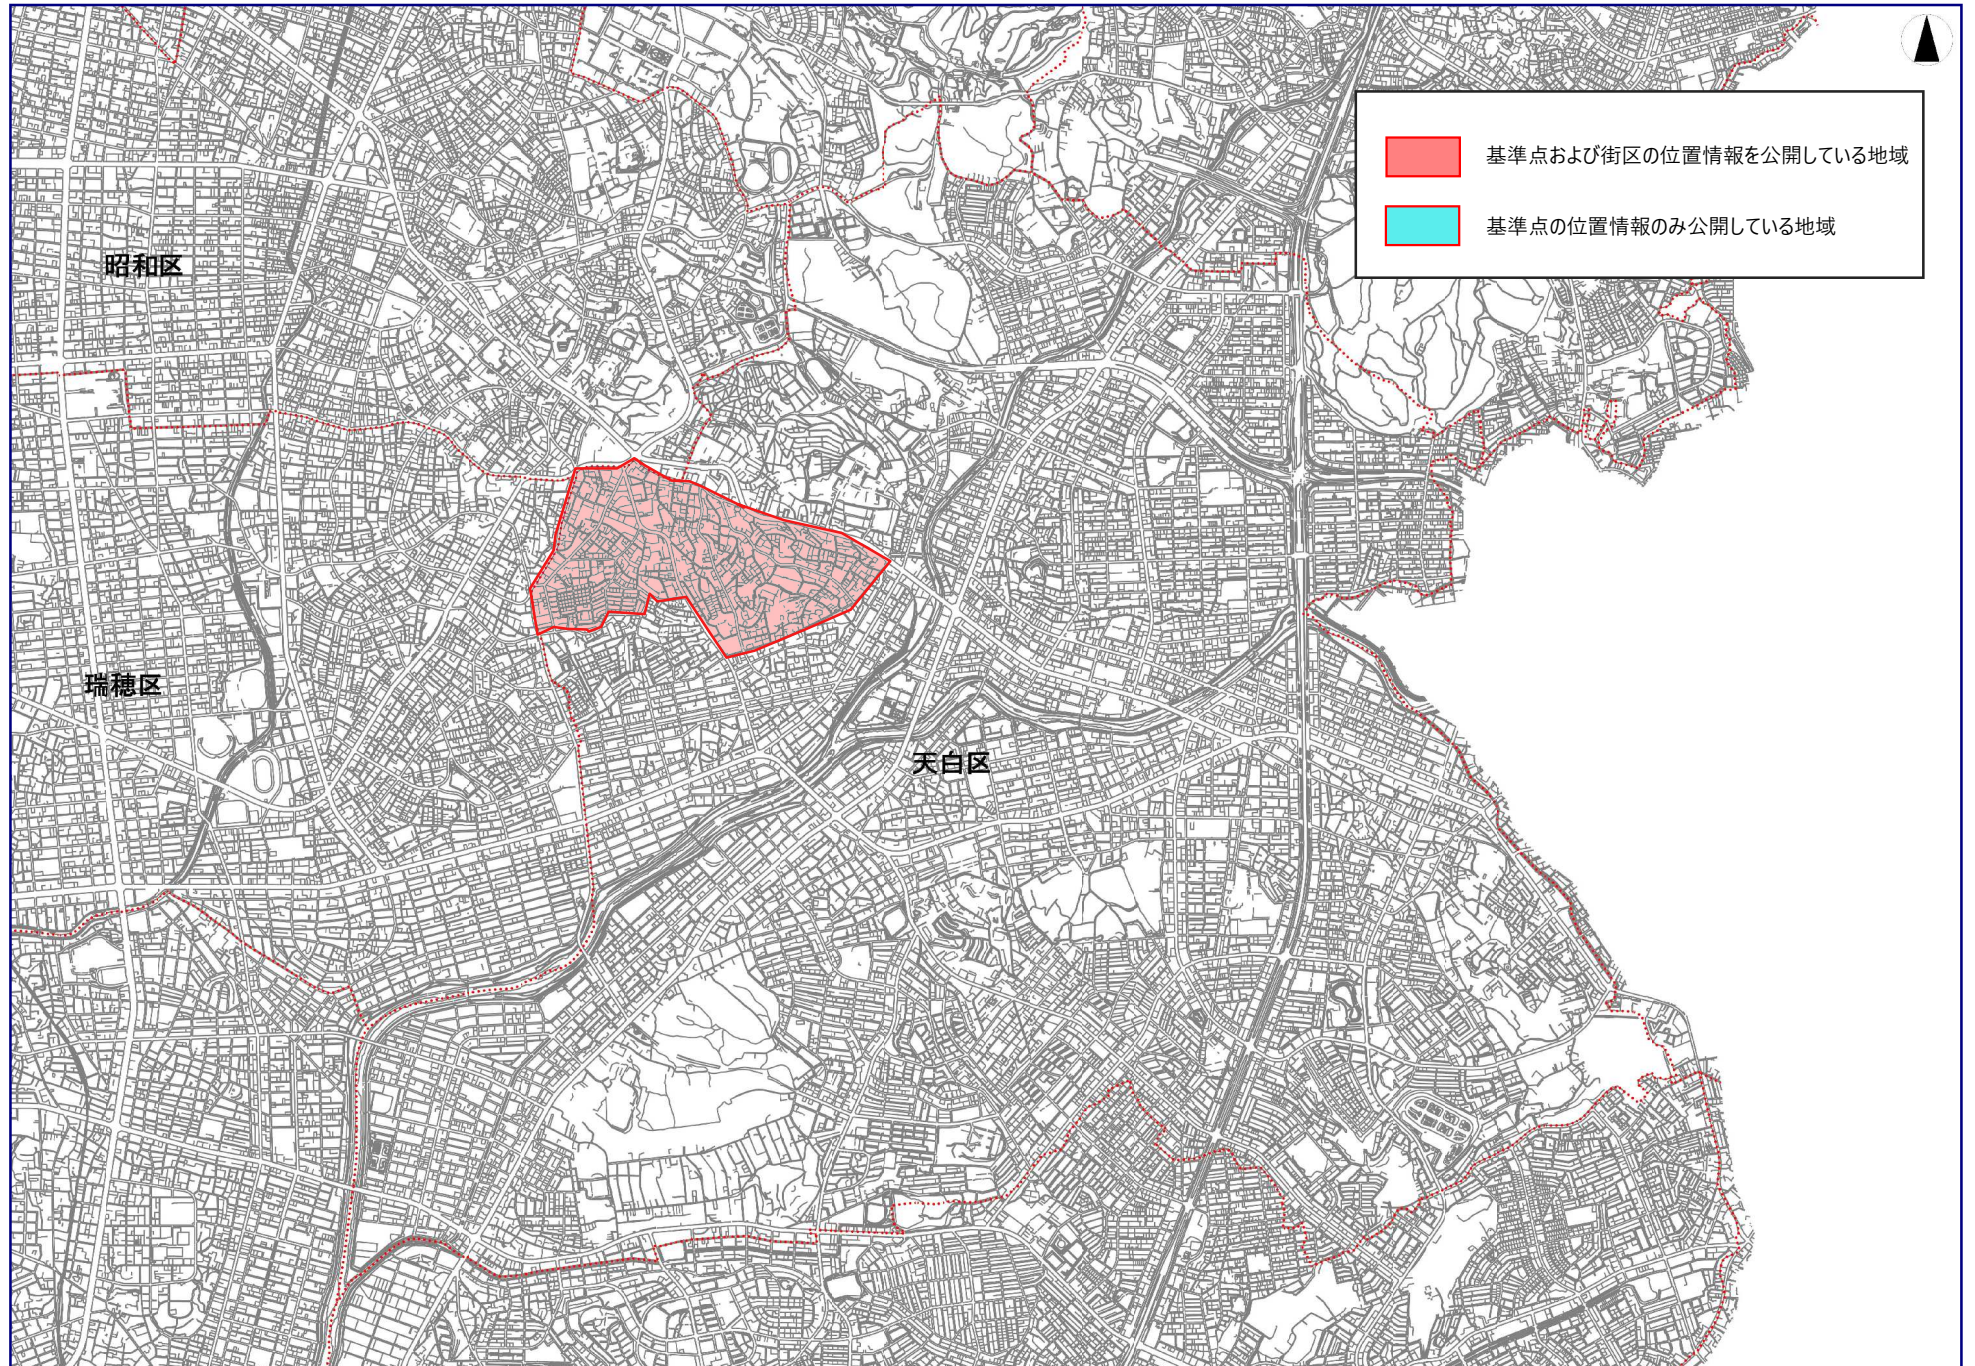 基準点および街区の位置情報を公開している地域
基準点の位置情報のみ公開している地域
昭和区
瑞穂区
天白区